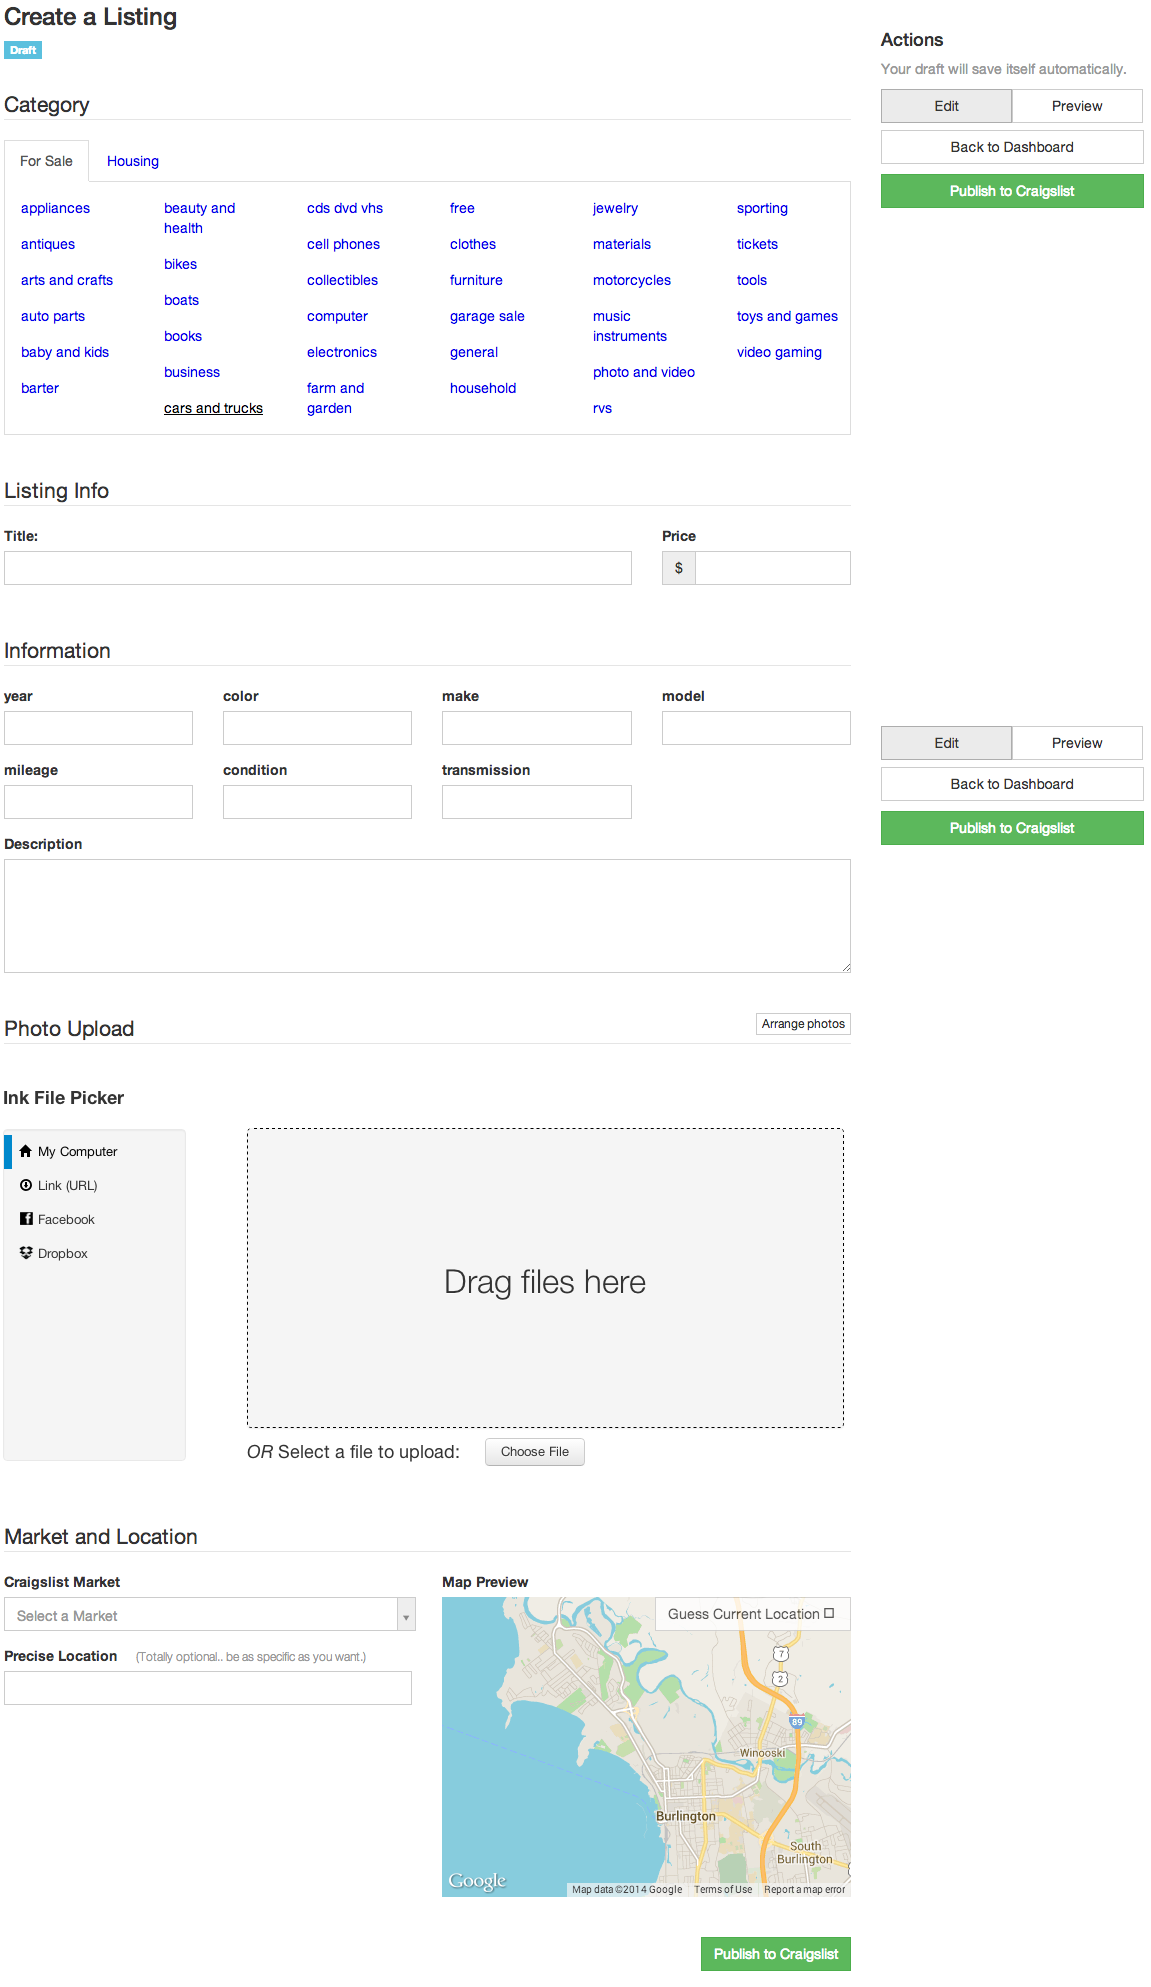 Create a Listing
Draft
Actions
Your draft will save itself automatically.
Edit
Preview
Back to Dashboard
Publish to Craigslist
Category
For Sale
Housing
appliances
antiques
arts and crafts
auto parts
baby and kids
barter
beauty and
health
bikes
boats
books
business
cars and trucks
cds dvd vhs
cell phones
collectibles
computer
electronics
farm and
garden
free
clothes
furniture
garage sale
general
household
jewelry
materials
motorcycles
music
instruments
photo and video
rvs
sporting
tickets
tools
toys and games
video gaming
Listing Info
Title:
Price
$
Information
year
color
make
model
mileage
condition
transmission
Description
Edit
Preview
Back to Dashboard
Publish to Craigslist
Photo Upload
Arrange photos
Ink File Picker
My Computer
Link (URL)
Facebook
Dropbox
Drag files here
OR Select a file to upload:
Choose File
Market and Location
Craigslist Market
Select a Market
Precise Location (Totally optional.. be as specific as you want.)
Map Preview
Guess Current Location
7
2
89
Winooski
Burlington
South
Burlington
Google
Map data ©2014 Google
Terms of Use
Report a map error
Publish to Craigslist